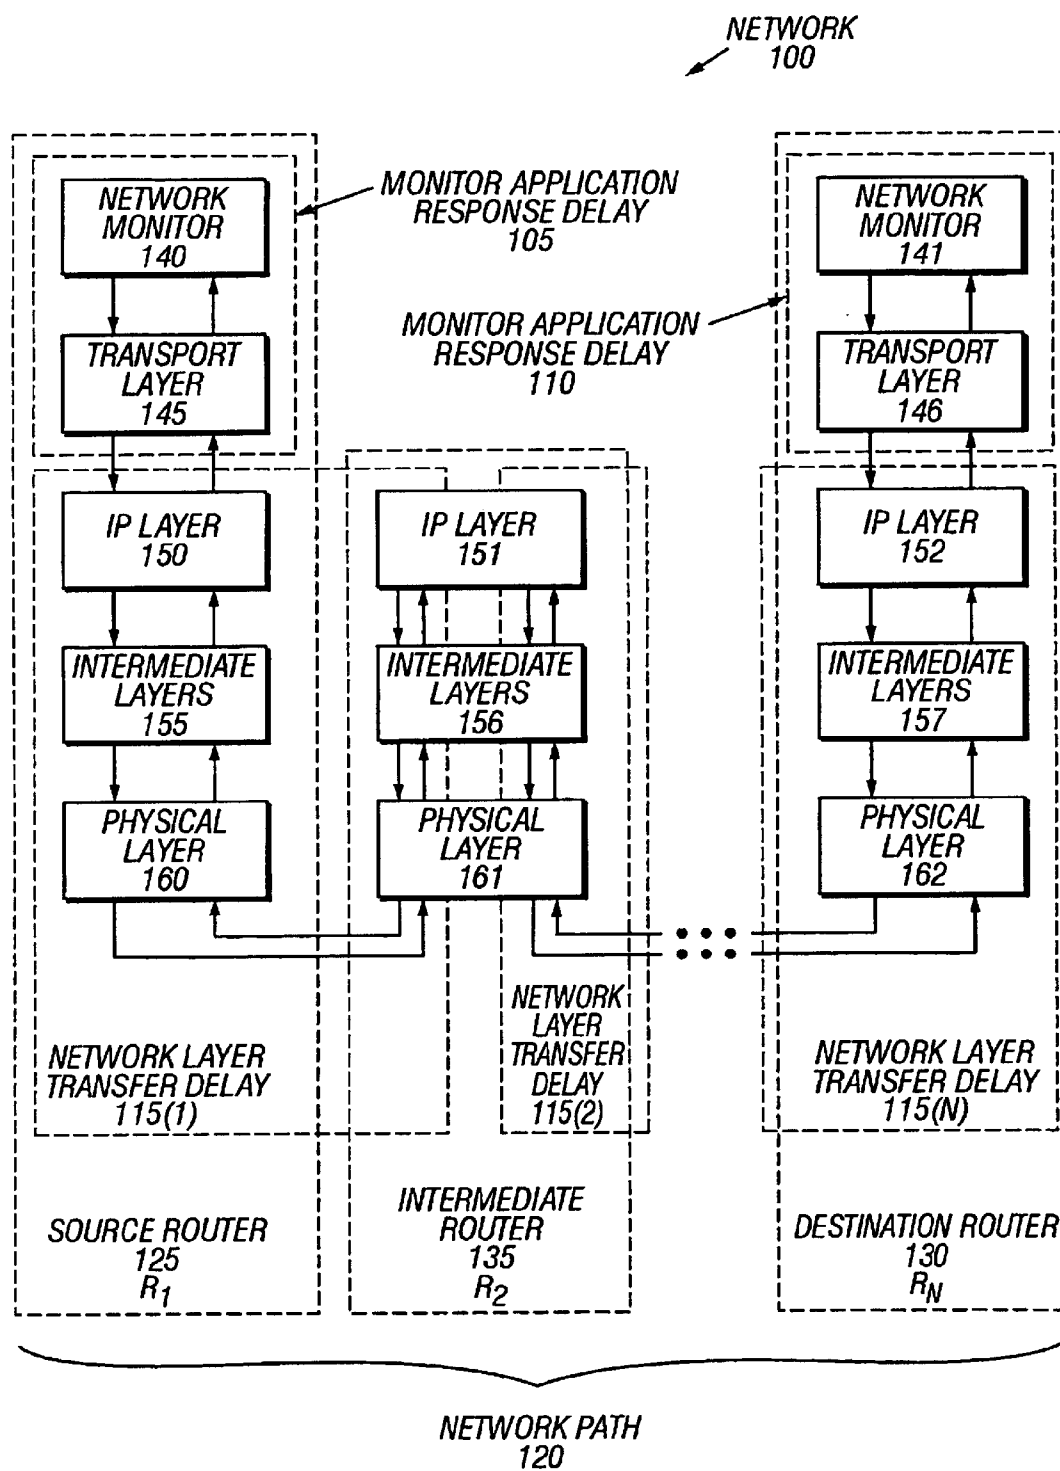 NETWORK
100
NETWORK
MONITOR
140
MONITOR APPLICATION
RESPONSE DELAY
105
NETWORK
MONITOR
141
TRANSPORT
LAYER
145
MONITOR APPLICATION
RESPONSE DELAY
110
TRANSPORT
LAYER
146
IP LAYER
150
IP LAYER
151
IP LAYER
152
INTERMEDIATE
LAYERS
155
INTERMEDIATE
LAYERS
156
INTERMEDIATE
LAYERS
157
PHYSICAL
LAYER
160
PHYSICAL
LAYER
161
PHYSICAL
LAYER
162
NETWORK LAYER
TRANSFER DELAY
115(1)
NETWORK
LAYER
TRANSFER
DELAY
115(2)
NETWORK LAYER
TRANSFER DELAY
115(N)
SOURCE ROUTER
125
R1
INTERMEDIATE
ROUTER
135
R2
DESTINATION ROUTER
130
RN
NETWORK PATH
120